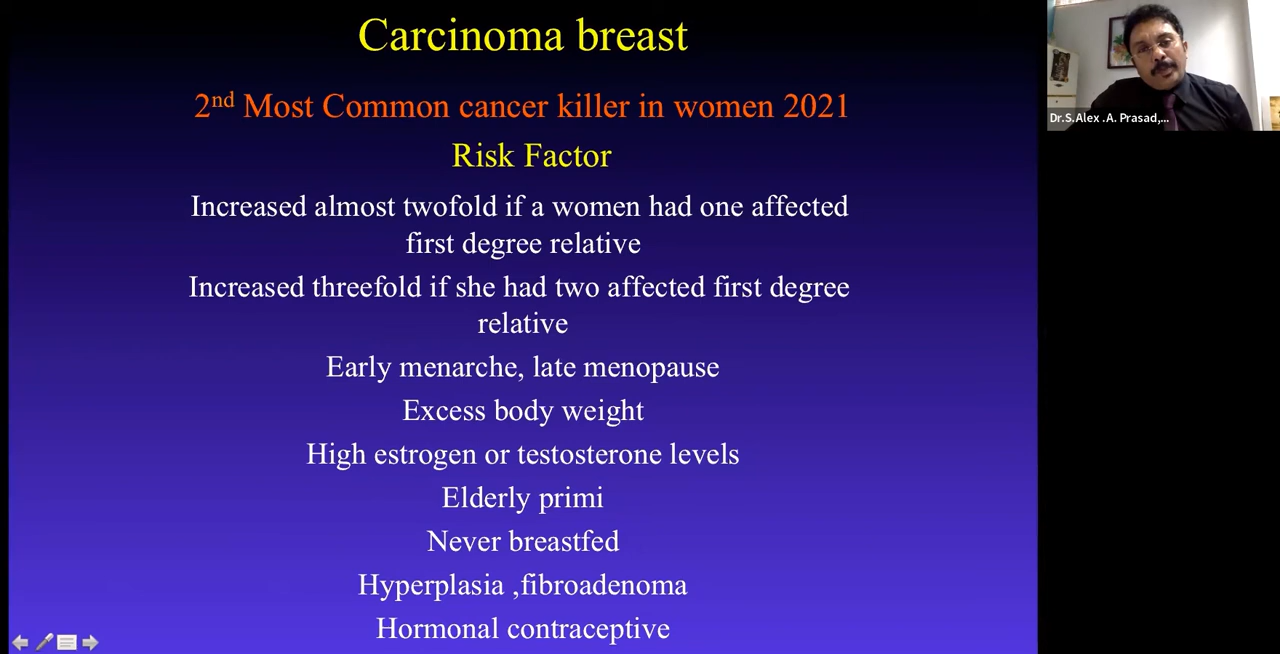 Carcinoma breast
2nd Most Common cancer killer in women 2021
Risk Factor
Increased almost twofold if a women had one affected
first degree relative
Increased threefold if she had two affected first degree
relative
Early menarche, late menopause
Excess body weight
High estrogen or testosterone levels
Elderly primi
Never breastfed
Hyperplasia ,fibroadenoma
Hormonal contraceptive
Dr.S.Alex .A. Prasad,...